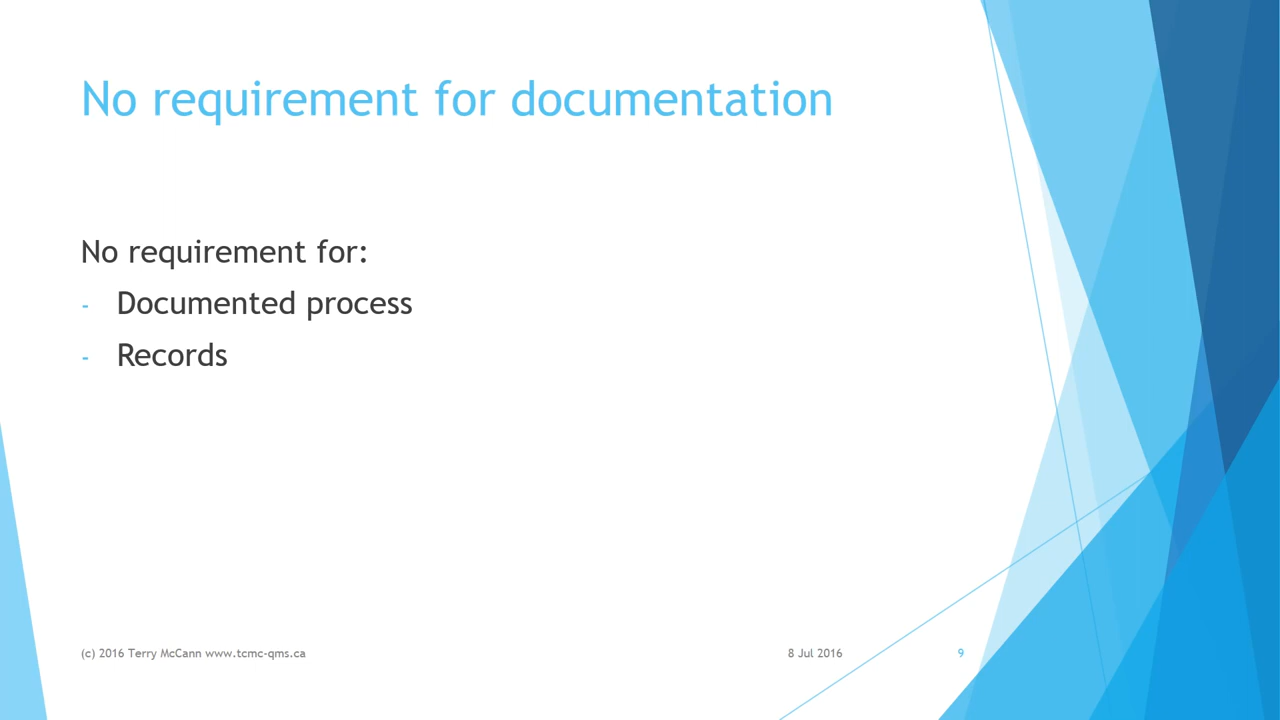 No requirement for documentation
No requirement for:
- Documented process
- Records
(c) 2016 Terry McCann www.tcmc-qms.ca
8 Jul 2016
9